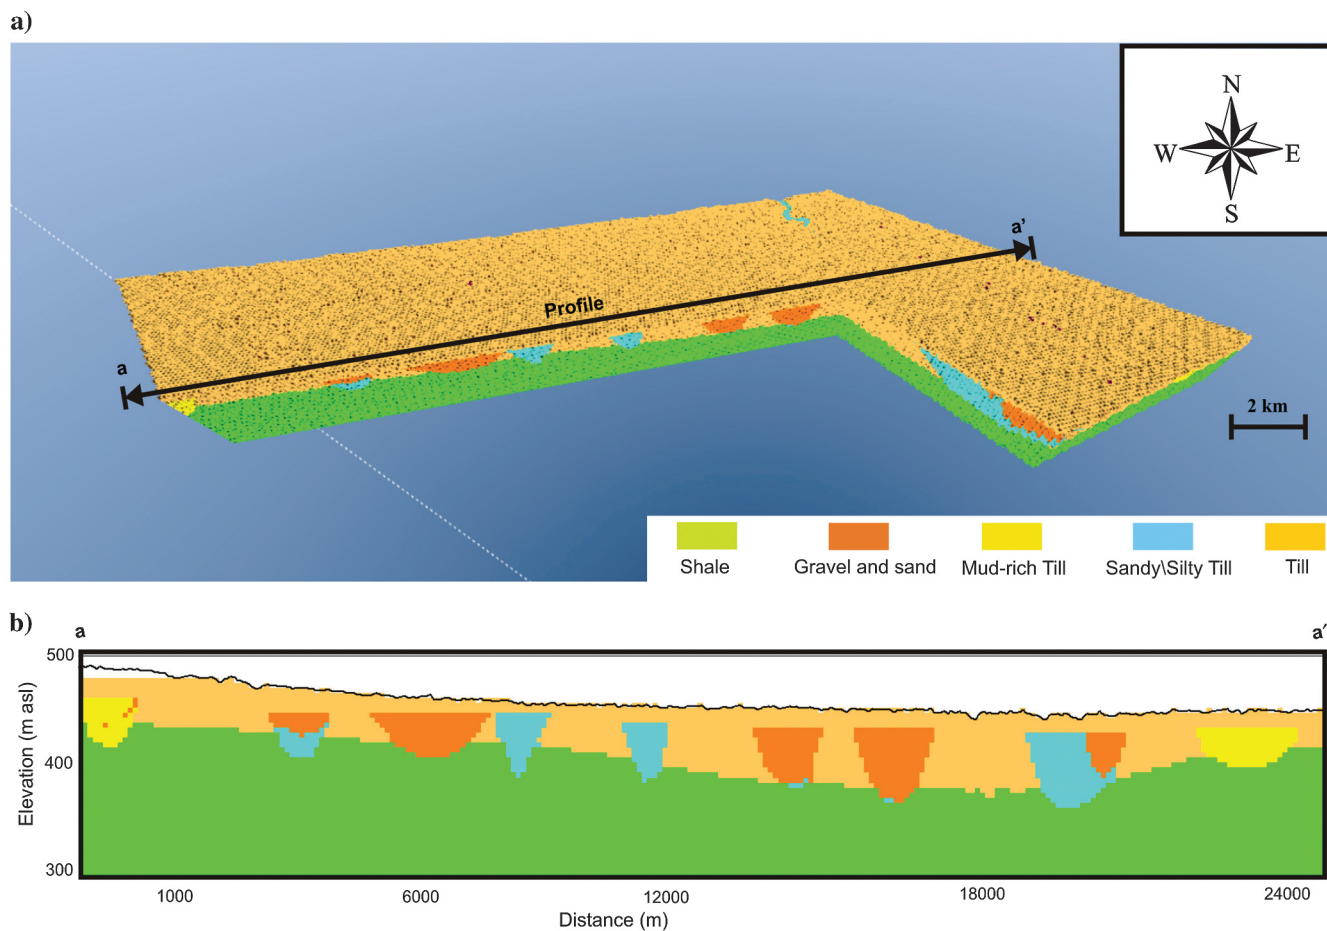 a)
N
W E
S
a'
Profile
a
2 km
Shale Gravel and sand Mud-rich Till Sandy\Silty Till Till
b)
a a′
500
400
300
Elevation (m asl)
1000 6000 12000 18000 24000
Distance (m)